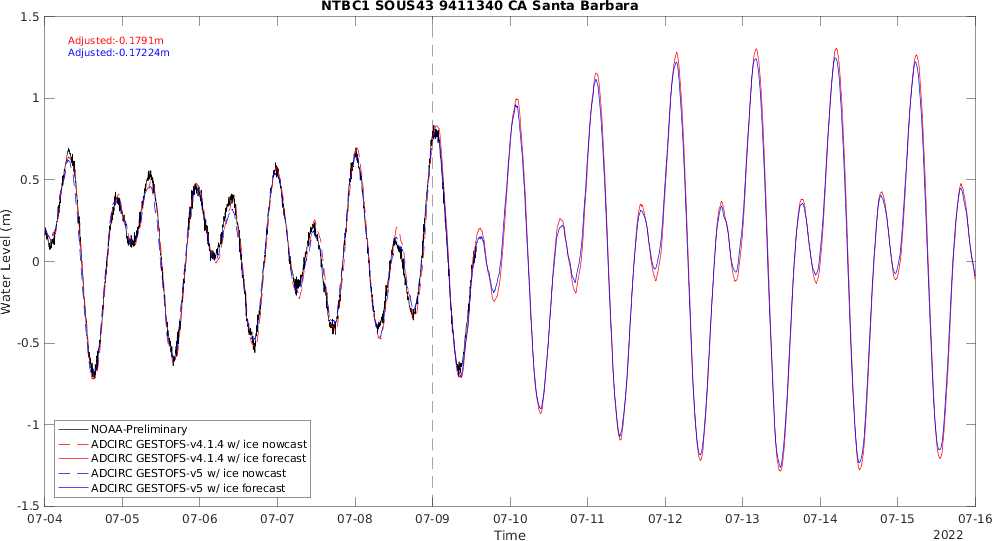 NTBC1 SOUS43 9411340 CA Santa Barbara
Adjusted:-0.1791m
Adjusted:-0.17224m
1.5
1
0.5
0
-0.5
-1
-1.5
Water Level (m)
NOAA-Preliminary
ADCIRC GESTOFS-v4.1.4 w/ ice nowcast
ADCIRC GESTOFS-v4.1.4 w/ ice forecast
ADCIRC GESTOFS-v5 w/ ice nowcast
ADCIRC GESTOFS-v5 w/ ice forecast
07-04 07-05 07-06 07-07 07-08 07-09 07-10 07-11 07-12 07-13 07-14 07-15 07-16
Time
2022